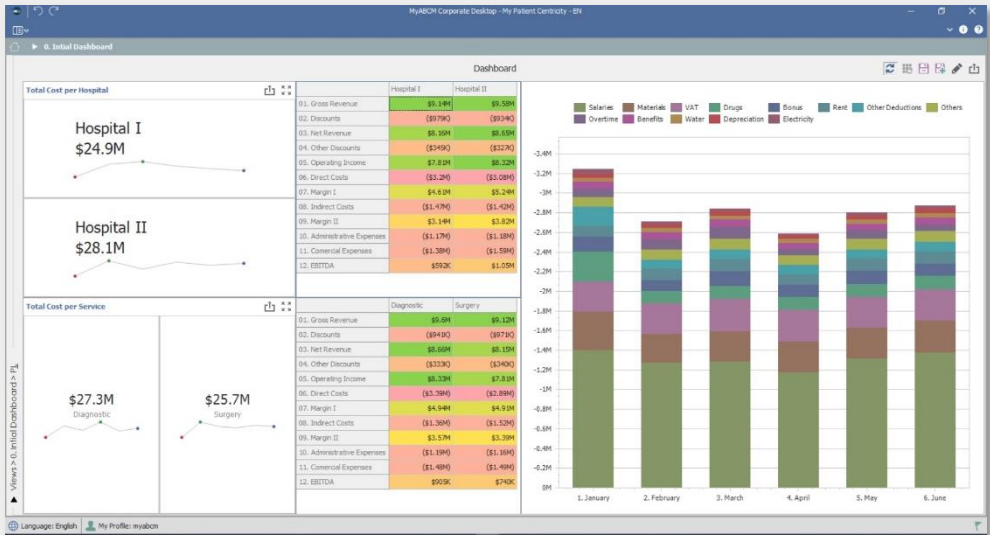 MyABCM Corporate Desktop - My Patient Centricity - EN
0. Intial Dashboard
Dashboard
Total Cost per Hospital
Hospital I
$24.9M
Hospital II
$28.1M
Hospital I Hospital II
01. Gross Revenue $9.14M $9.58M
02. Discounts ($979K) ($934K)
03. Net Revenue $8.16M $8.65M
04. Other Discounts ($345K) ($327K)
05. Operating Income $7.81M $8.32M
06. Direct Costs ($3.2M) ($3.08M)
07. Margin I $4.61M $5.24M
08. Indirect Costs ($1.47M) ($1.42M)
09. Margin II $3.14M $3.82M
10. Administrative Expenses ($1.17M) ($1.18M)
11. Comercial Expenses ($1.38M) ($1.59M)
12. EBITDA $592K $1.05M
Total Cost per Service
$27.3M
Diagnostic
$25.7M
Surgery
Diagnostic Surgery
01. Gross Revenue $9.6M $9.12M
02. Discounts ($941K) ($971K)
03. Net Revenue $8.66M $8.15M
04. Other Discounts ($333K) ($340K)
05. Operating Income $8.33M $7.81M
06. Direct Costs ($3.39M) ($2.89M)
07. Margin I $4.94M $4.91M
08. Indirect Costs ($1.36M) ($1.52M)
09. Margin II $3.57M $3.39M
10. Administrative Expenses ($1.19M) ($1.16M)
11. Comercial Expenses ($1.48M) ($1.49M)
12. EBITDA $905K $740K
Salaries Materials VAT Drugs Bonus Rent Other Deductions Others
Overtime Benefits Water Depreciation Electricity
-3.4M
-3.2M
-3M
-2.8M
-2.6M
-2.4M
-2.2M
-2M
-1.8M
-1.6M
-1.4M
-1.2M
-1M
-0.8M
-0.6M
-0.4M
-0.2M
0M
1. January 2. February 3. March 4. April 5. May 6. June
Views > 0. Intial Dashboard > PL
Language: English My Profile: myabcm